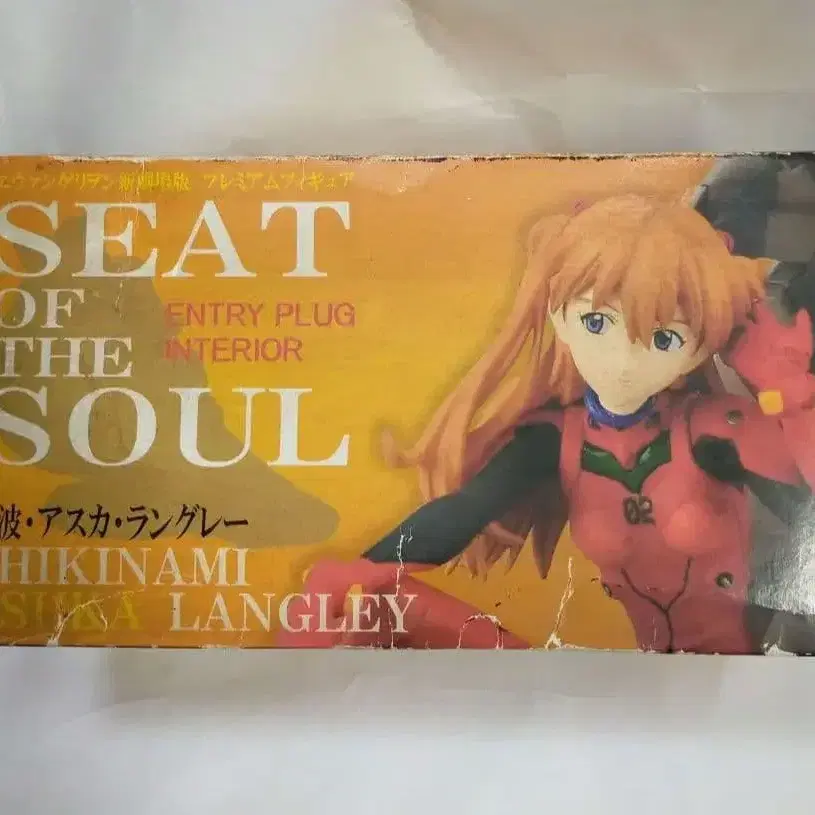 エヴァンゲリヲン新劇場版 プレミアムフィギュア
SEAT
OF
THE
SOUL
ENTRY PLUG
INTERIOR
波・アスカ・ラングレー
HIKINAMI
SUKA LANGLEY
02